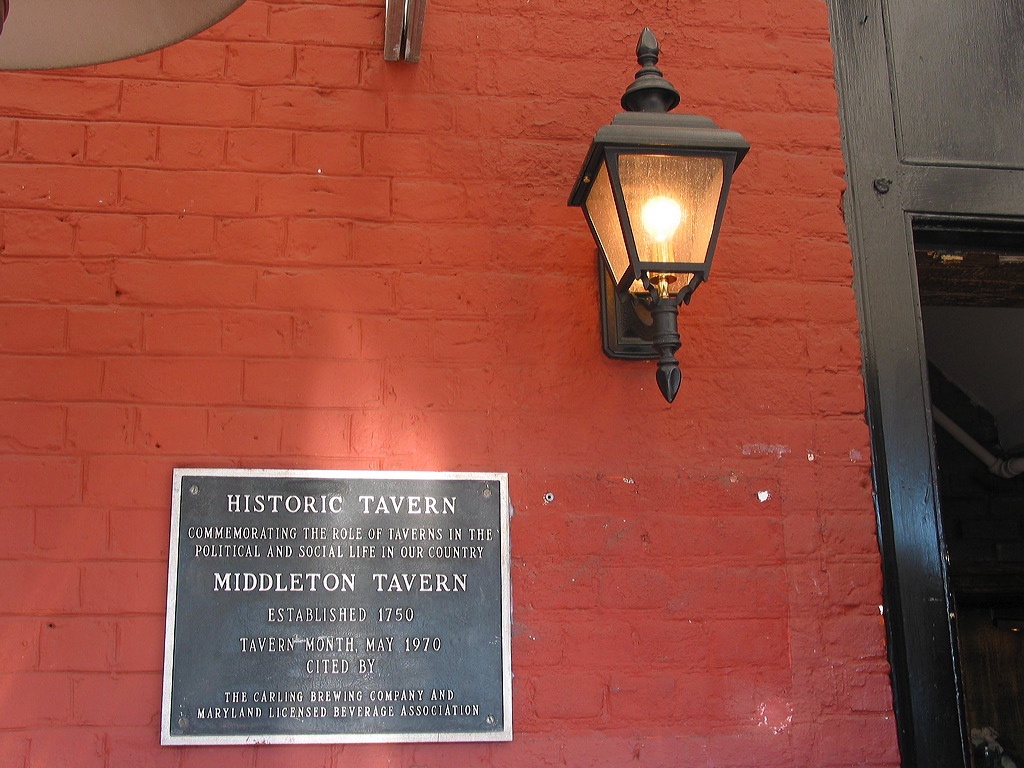 HISTORIC TAVERN
COMMEMORATING THE ROLE OF TAVERNS IN THE
POLITICAL AND SOCIAL LIFE IN OUR COUNTRY
MIDDLETON TAVERN
ESTABLISHED 1750
TAVERN MONTH, MAY 1970
CITED BY
THE CARLING BREWING COMPANY AND
MARYLAND LICENSED BEVERAGE ASSOCIATION